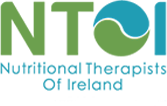 NTOI
Nutritional Therapists
Of Ireland